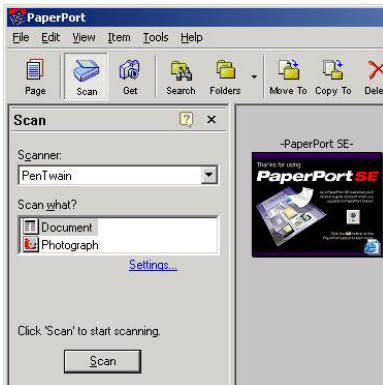 PaperPort
File Edit View Item Tools Help
Page Scan Get Search Folders Move To Copy To Dele
Scan
Scanner:
PenTwain
Scan what?
Document
Photograph
Settings...
Click 'Scan' to start scanning.
Scan
-PaperPort SE-
Thanks for using
PaperPort SE